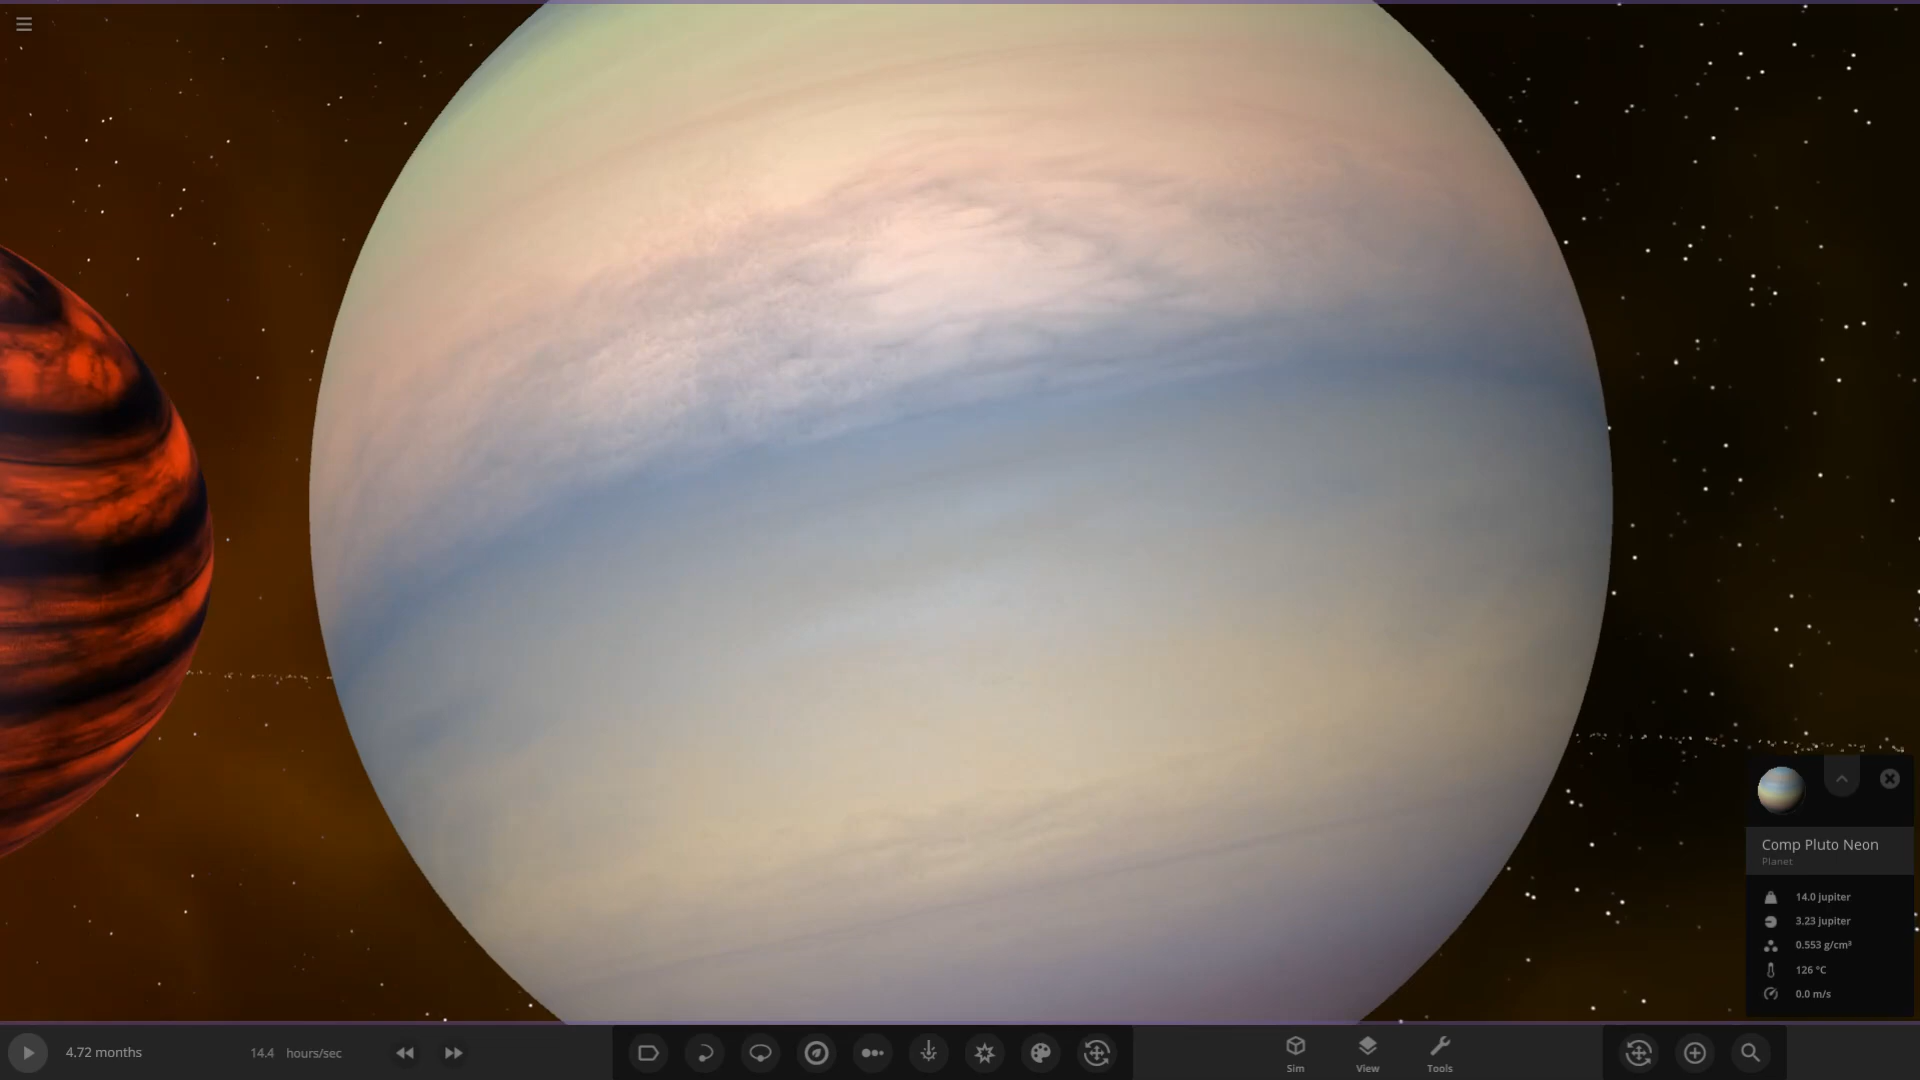 Comp Pluto Neon
Planet
14.0 jupiter
3.23 jupiter
0.553 g/cm³
126 °C
0.0 m/s
4.72 months
14.4 hours/sec
Sim
View
Tools